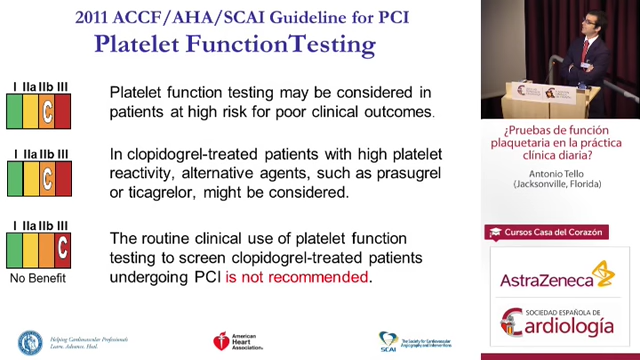 2011 ACCF/AHA/SCAI Guideline for PCI
Platelet FunctionTesting
I IIa IIb III
C
Platelet function testing may be considered in
patients at high risk for poor clinical outcomes.
I IIa IIb III
C
In clopidogrel-treated patients with high platelet
reactivity, alternative agents, such as prasugrel
or ticagrelor, might be considered.
I IIa IIb III
C
No Benefit
The routine clinical use of platelet function
testing to screen clopidogrel-treated patients
undergoing PCI is not recommended.
Helping Cardiovascular Professionals
Learn. Advance. Heal.
American
Heart
Association
SCAI
The Society for Cardiovascular
Angiography and Interventions
¿Pruebas de función
plaquetaria en la práctica
clínica diaria?
Antonio Tello
(Jacksonville, Florida)
Cursos Casa del Corazón
AstraZeneca
SOCIEDAD ESPAÑOLA DE
Cardiología